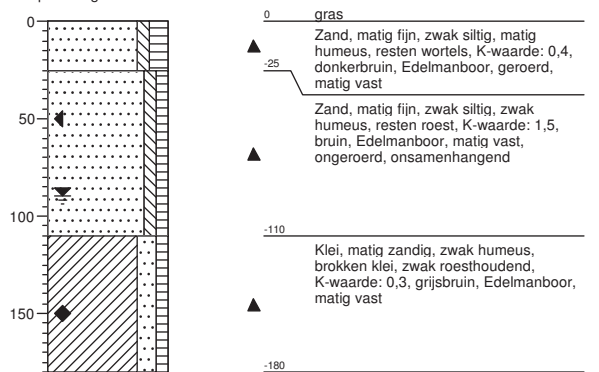 0
50
100
150
0 gras
Zand, matig fijn, zwak siltig, matig
humeus, resten wortels, K-waarde: 0,4,
donkerbruin, Edelmanboor, geroerd,
matig vast
-25
Zand, matig fijn, zwak siltig, zwak
humeus, resten roest, K-waarde: 1,5,
bruin, Edelmanboor, matig vast,
ongeroerd, onsamenhangend
-110
Klei, matig zandig, zwak humeus,
brokken klei, zwak roesthoudend,
K-waarde: 0,3, grijsbruin, Edelmanboor,
matig vast
-180